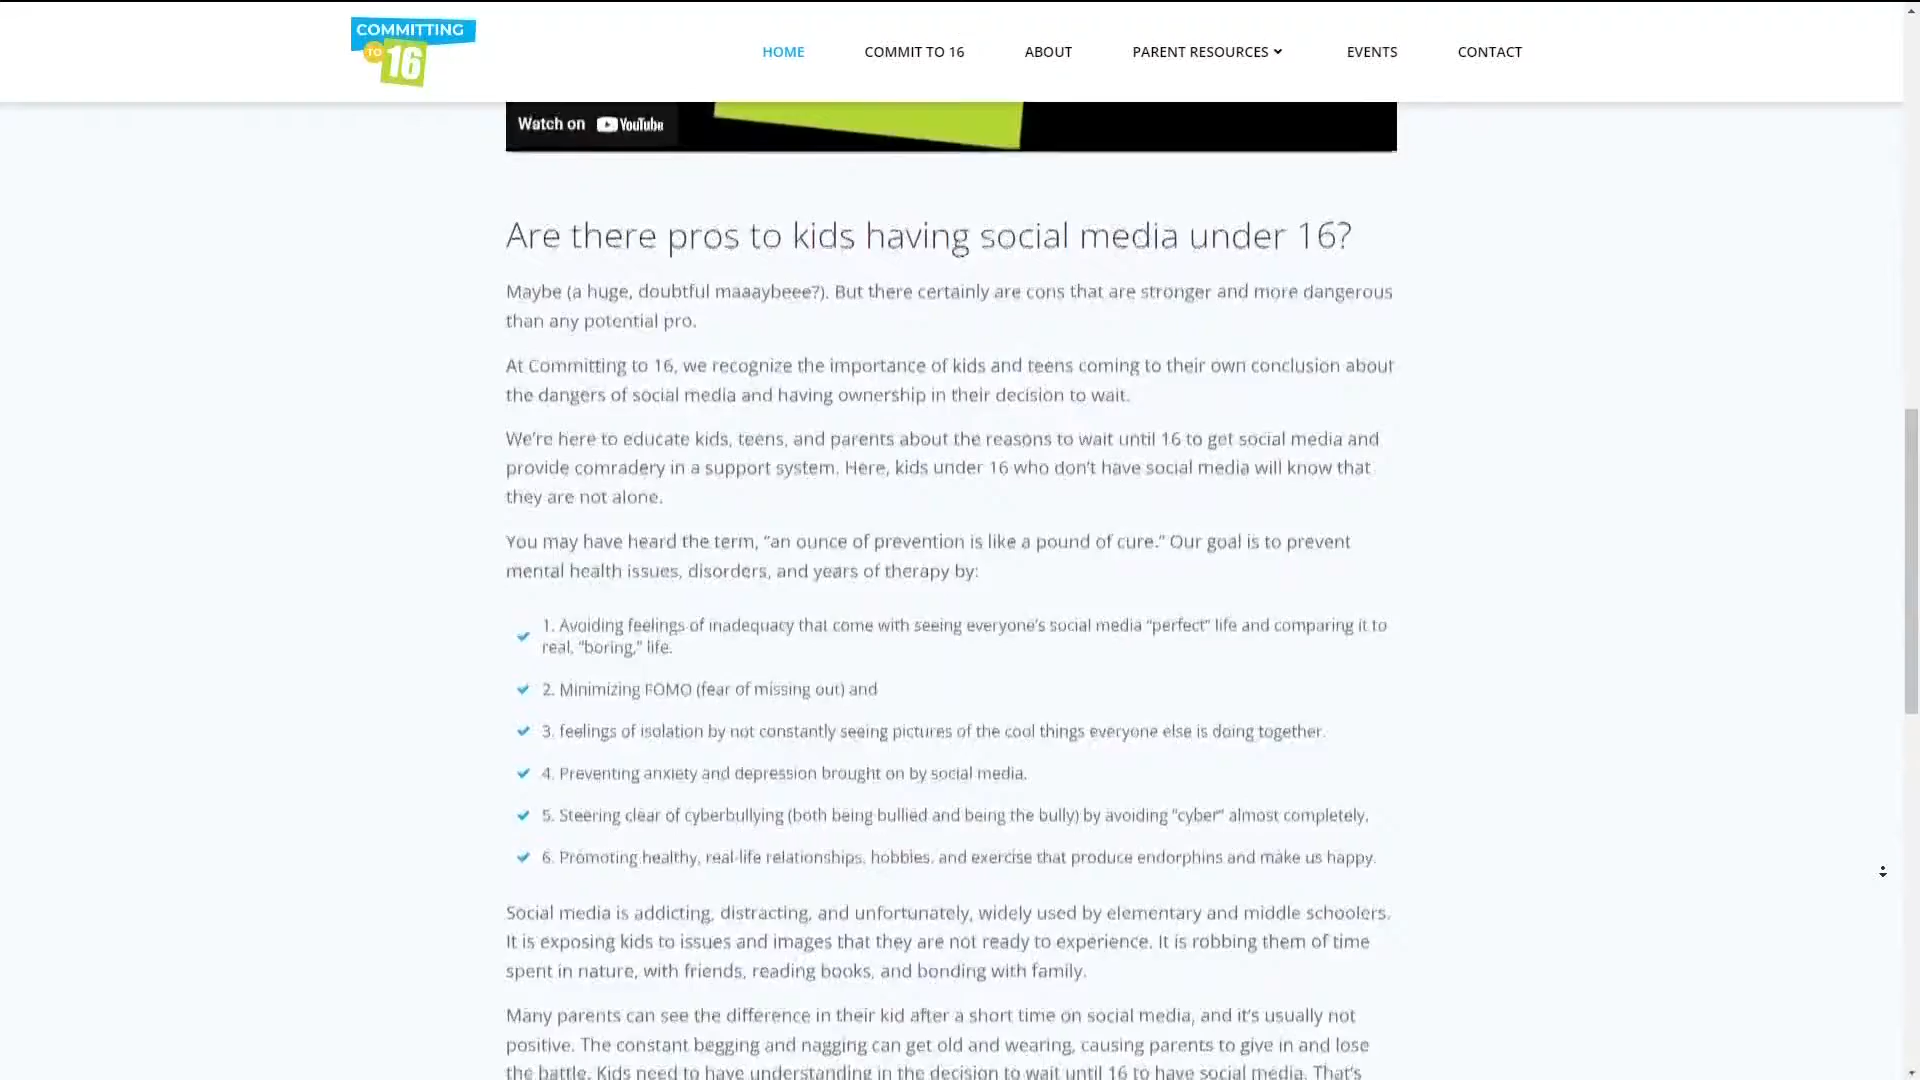 COMMITTING
TO
16
HOME
COMMIT TO 16
ABOUT
PARENT RESOURCES
EVENTS
CONTACT
Watch on YouTube
Are there pros to kids having social media under 16?
Maybe (a huge, doubtful maaaybeee?). But there certainly are cons that are stronger and more dangerous
than any potential pro.
At Committing to 16, we recognize the importance of kids and teens coming to their own conclusion about
the dangers of social media and having ownership in their decision to wait.
We’re here to educate kids, teens, and parents about the reasons to wait until 16 to get social media and
provide comradery in a support system. Here, kids under 16 who don’t have social media will know that
they are not alone.
You may have heard the term, “an ounce of prevention is like a pound of cure.” Our goal is to prevent
mental health issues, disorders, and years of therapy by:
1. Avoiding feelings of inadequacy that come with seeing everyone’s social media “perfect” life and comparing it to
real, “boring,” life.
2. Minimizing FOMO (fear of missing out) and
3. feelings of isolation by not constantly seeing pictures of the cool things everyone else is doing together.
4. Preventing anxiety and depression brought on by social media.
5. Steering clear of cyberbullying (both being bullied and being the bully) by avoiding “cyber” almost completely.
6. Promoting healthy, real-life relationships, hobbies, and exercise that produce endorphins and make us happy.
Social media is addicting, distracting, and unfortunately, widely used by elementary and middle schoolers.
It is exposing kids to issues and images that they are not ready to experience. It is robbing them of time
spent in nature, with friends, reading books, and bonding with family.
Many parents can see the difference in their kid after a short time on social media, and it’s usually not
positive. The constant begging and nagging can get old and wearing, causing parents to give in and lose
the battle. Kids need to have understanding in the decision to wait until 16 to have social media. That’s